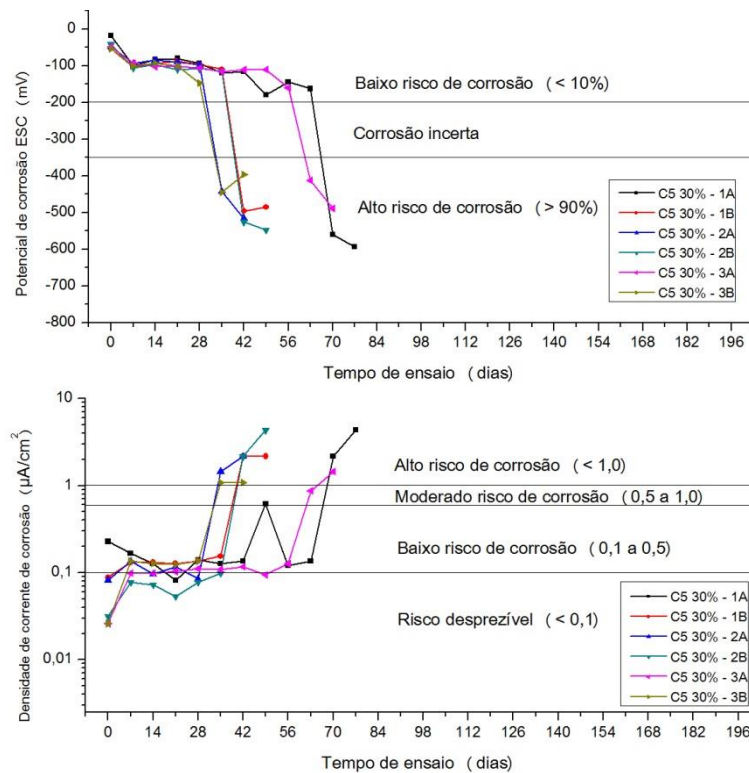 0
-100
-200
-300
-400
-500
-600
-700
-800
Potencial de corrosão ESC ( mV)
Baixo risco de corrosão ( < 10%)
Corrosão incerta
Alto risco de corrosão ( > 90%)
C5 30% - 1A
C5 30% - 1B
C5 30% - 2A
C5 30% - 2B
C5 30% - 3A
C5 30% - 3B
0 14 28 42 56 70 84 98 112 126 140 154 168 182 196
Tempo de ensaio ( dias)
10
1
0,1
0,01
Densidade de corrente de corrosão ( μA/cm²)
Alto risco de corrosão ( < 1,0)
Moderado risco de corrosão ( 0,5 a 1,0)
Baixo risco de corrosão ( 0,1 a 0,5)
Risco desprezível ( < 0,1)
C5 30% - 1A
C5 30% - 1B
C5 30% - 2A
C5 30% - 2B
C5 30% - 3A
C5 30% - 3B
0 14 28 42 56 70 84 98 112 126 140 154 168 182 196
Tempo de ensaio ( dias)